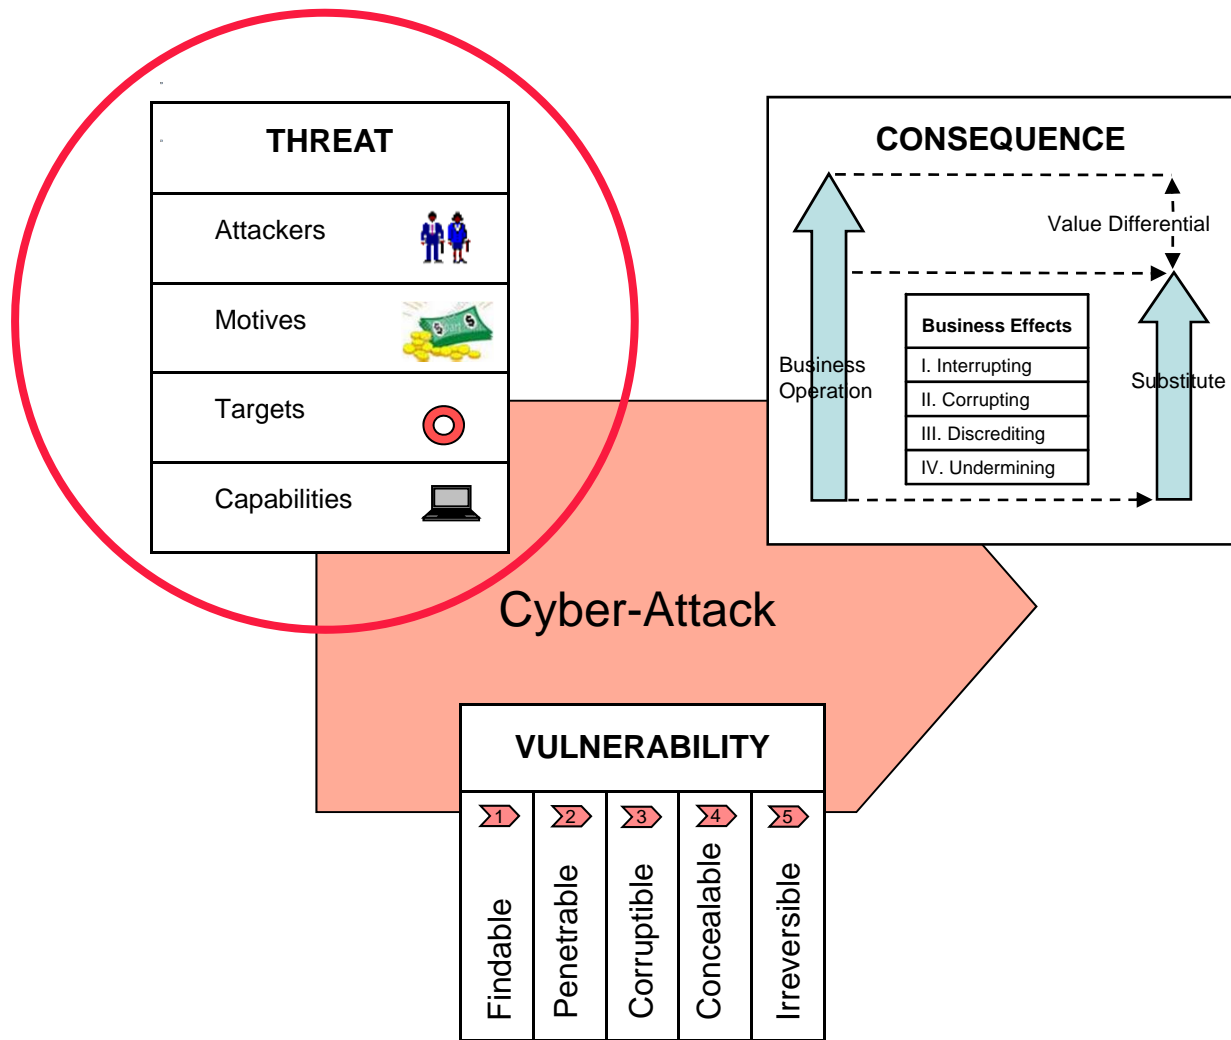 THREAT
Attackers
Motives
Targets
Capabilities
CONSEQUENCE
Value Differential
Business Effects
I. Interrupting
II. Corrupting
III. Discrediting
IV. Undermining
Business
Operation
Substitute
Cyber-Attack
VULNERABILITY
1
2
3
4
5
Findable
Penetrable
Corruptible
Concealable
Irreversible